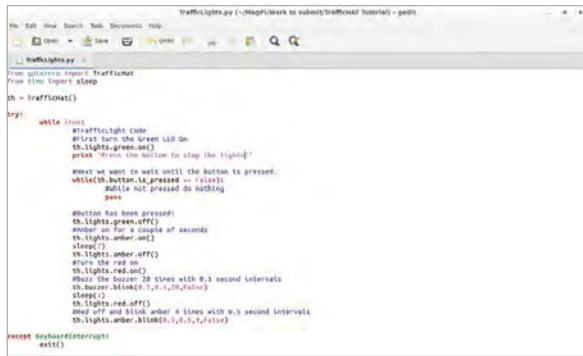 trafficLights.py (~/MagPi/Work to submit/TrafficHAT Tutorial) - gedit
File Edit View Search Tools Documents Help
Open Save Undo
trafficLights.py
from gpiozero import TrafficHat
from time import sleep
th = TrafficHat()
try:
while True:
#TrafficLight Code
#First turn the Green LED On
th.lights.green.on()
print "Press the button to stop the lights!"
#Next we want to wait until the button is pressed.
while(th.button.is_pressed == False):
#While not pressed do nothing
pass
#Button has been pressed!
th.lights.green.off()
#Amber on for a couple of seconds
th.lights.amber.on()
sleep(2)
th.lights.amber.off()
#Turn the red on
th.lights.red.on()
#Buzz the buzzer 20 times with 0.1 second intervals
th.buzzer.blink(0.1,0.1,20,False)
sleep(1)
th.lights.red.off()
#Red off and blink amber 4 times with 0.5 second intervals
th.lights.amber.blink(0.5,0.5,4,False)
except KeyboardInterrupt:
exit()